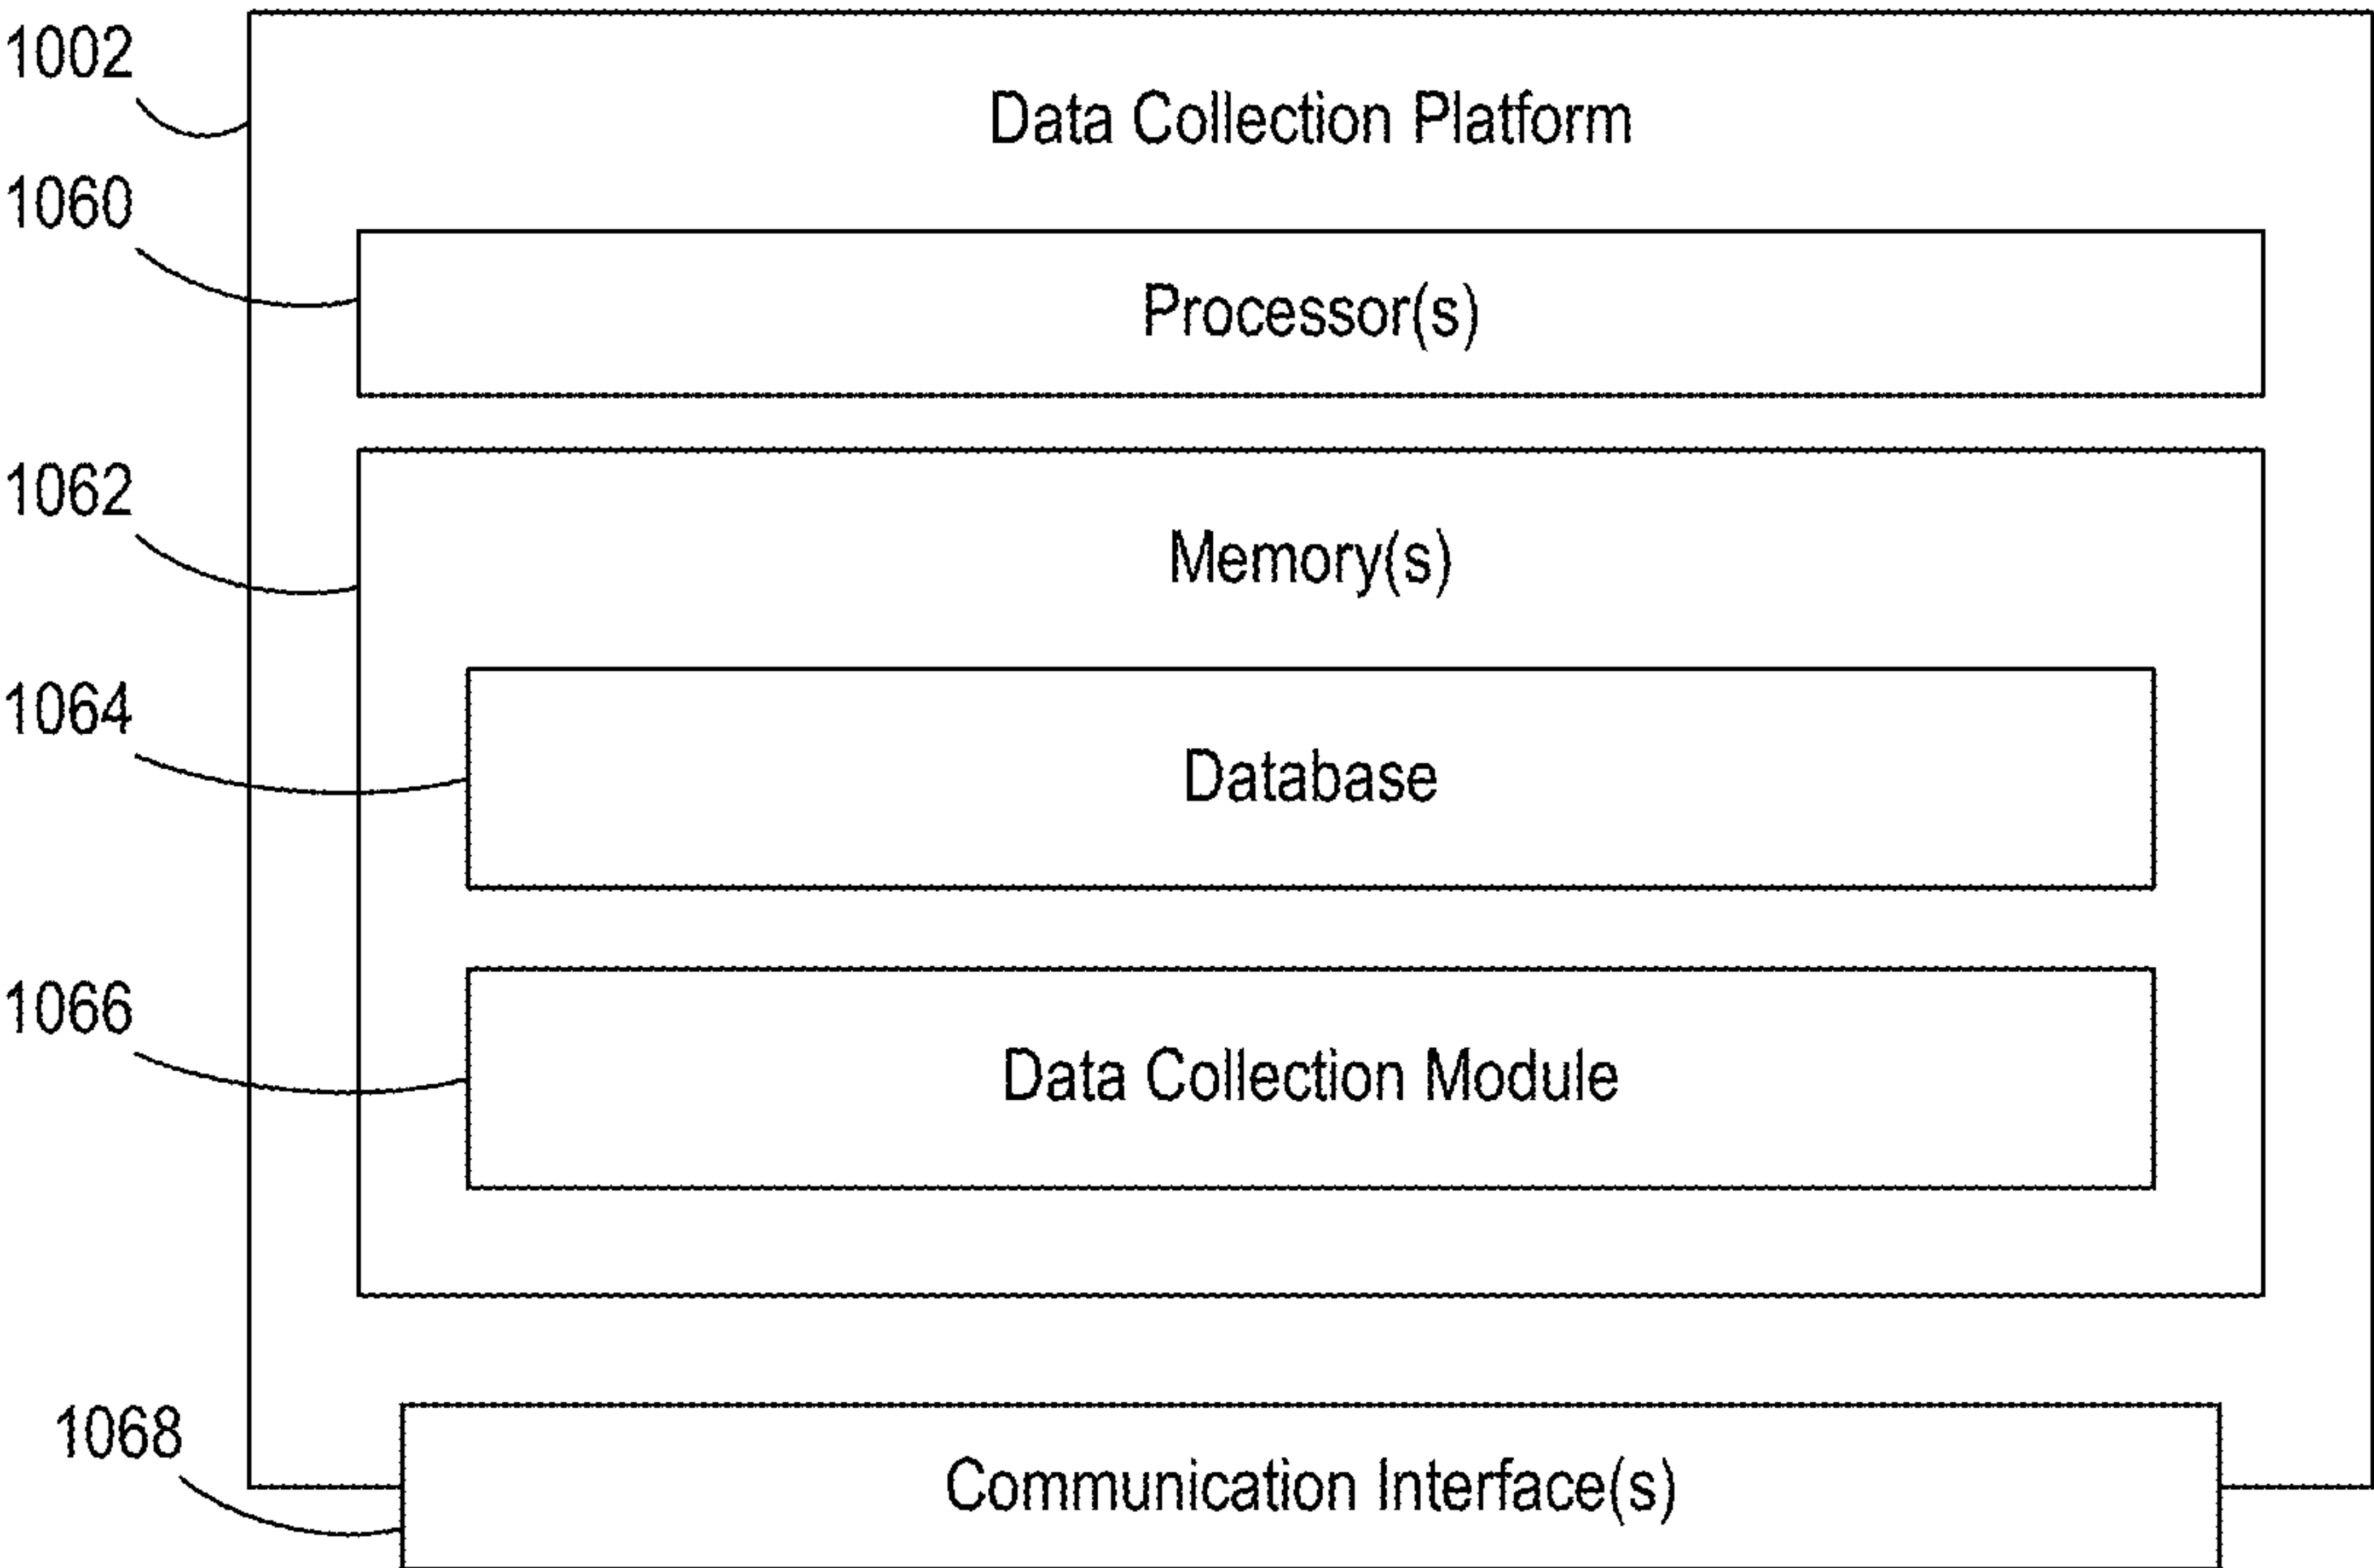 1002
Data Collection Platform
1060
Processor(s)
1062
Memory(s)
1064
Database
1066
Data Collection Module
1068
Communication Interface(s)